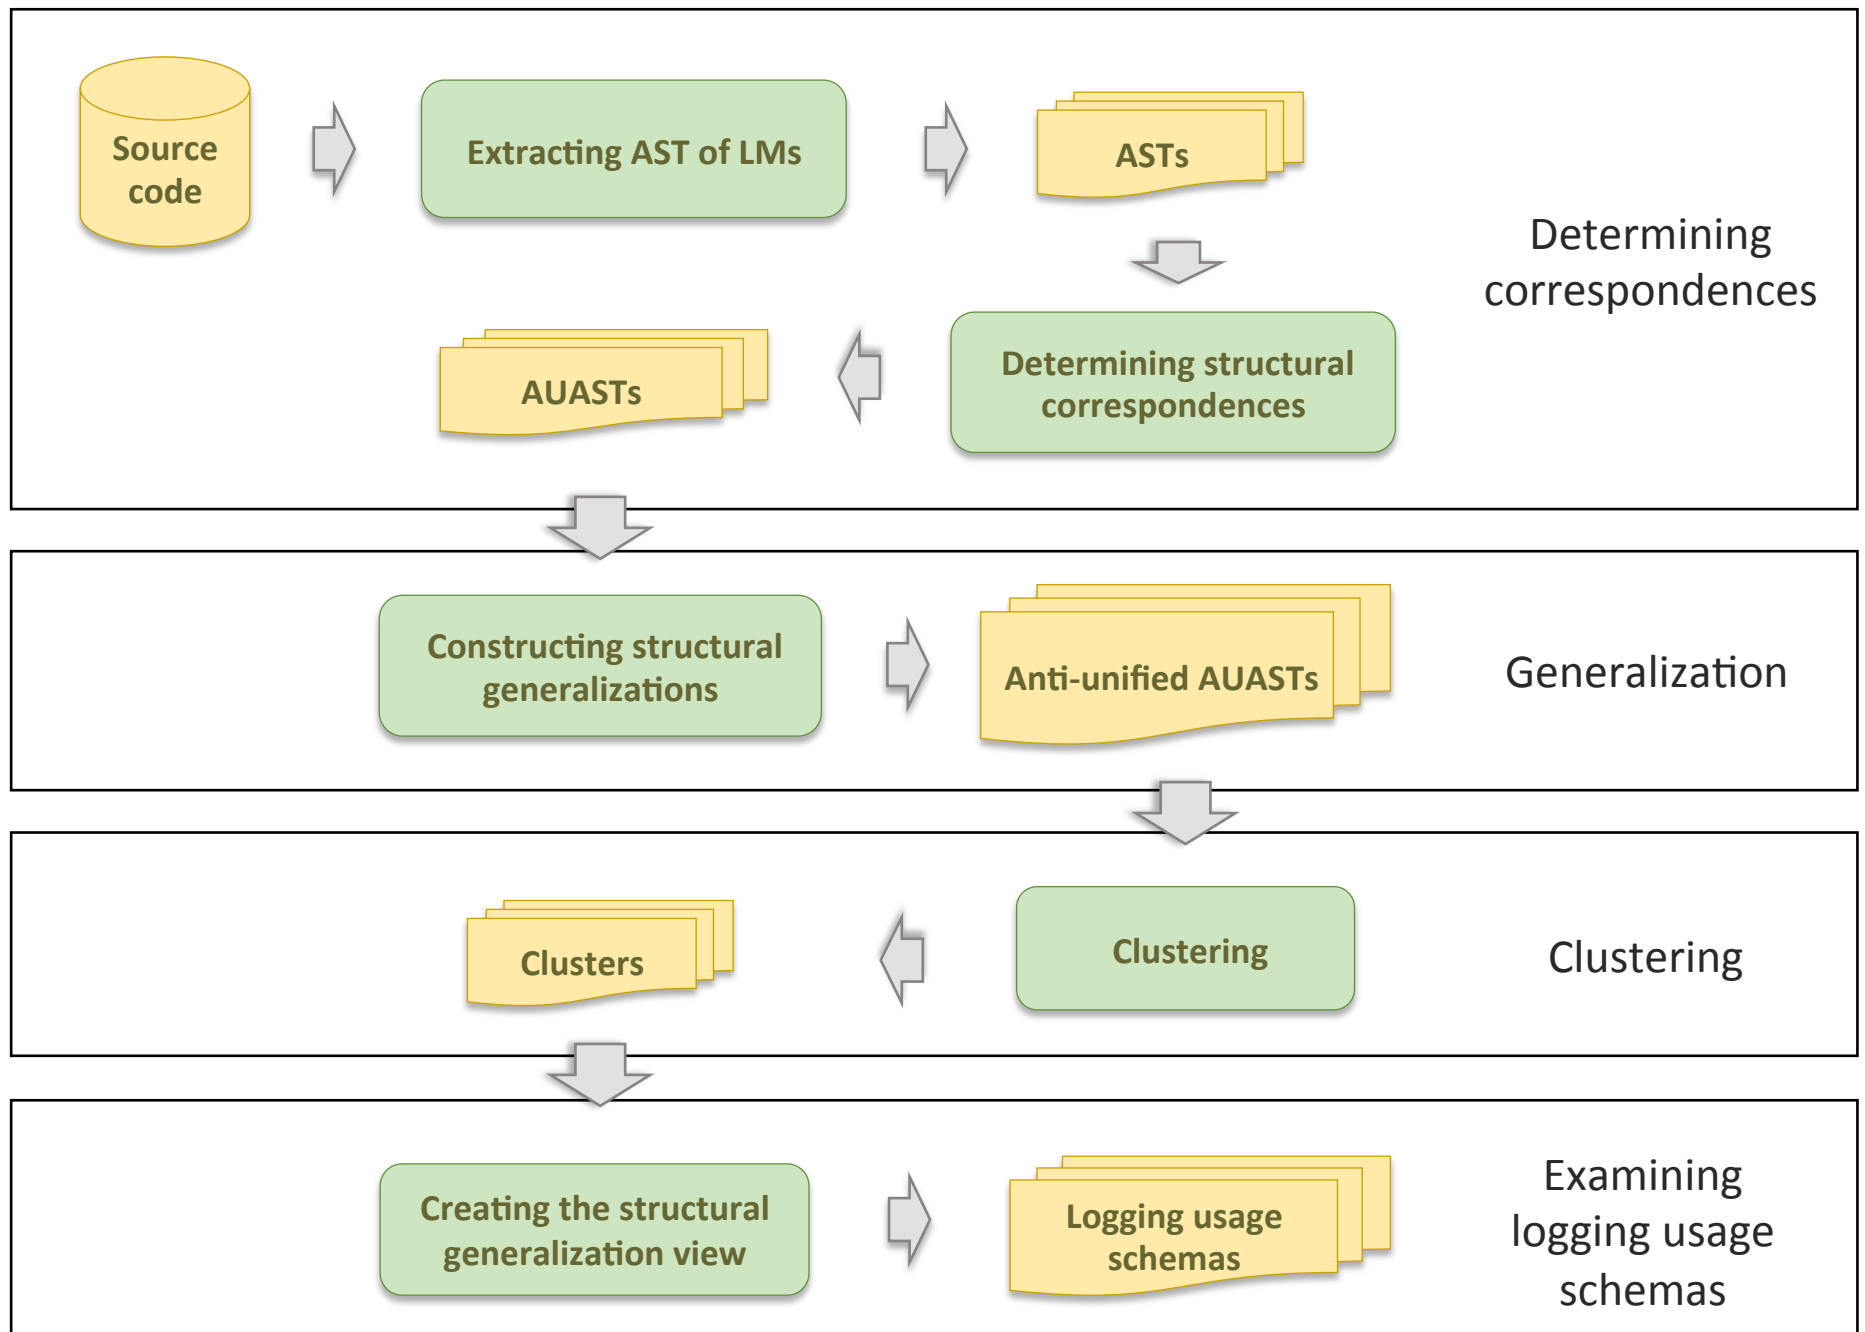 Source
code
Extracting AST of LMs
ASTs
Determining
correspondences
Determining structural
correspondences
AUASTs
Constructing structural
generalizations
Anti-unified AUASTs
Generalization
Clustering
Clusters
Clustering
Creating the structural
generalization view
Logging usage
schemas
Examining
logging usage
schemas